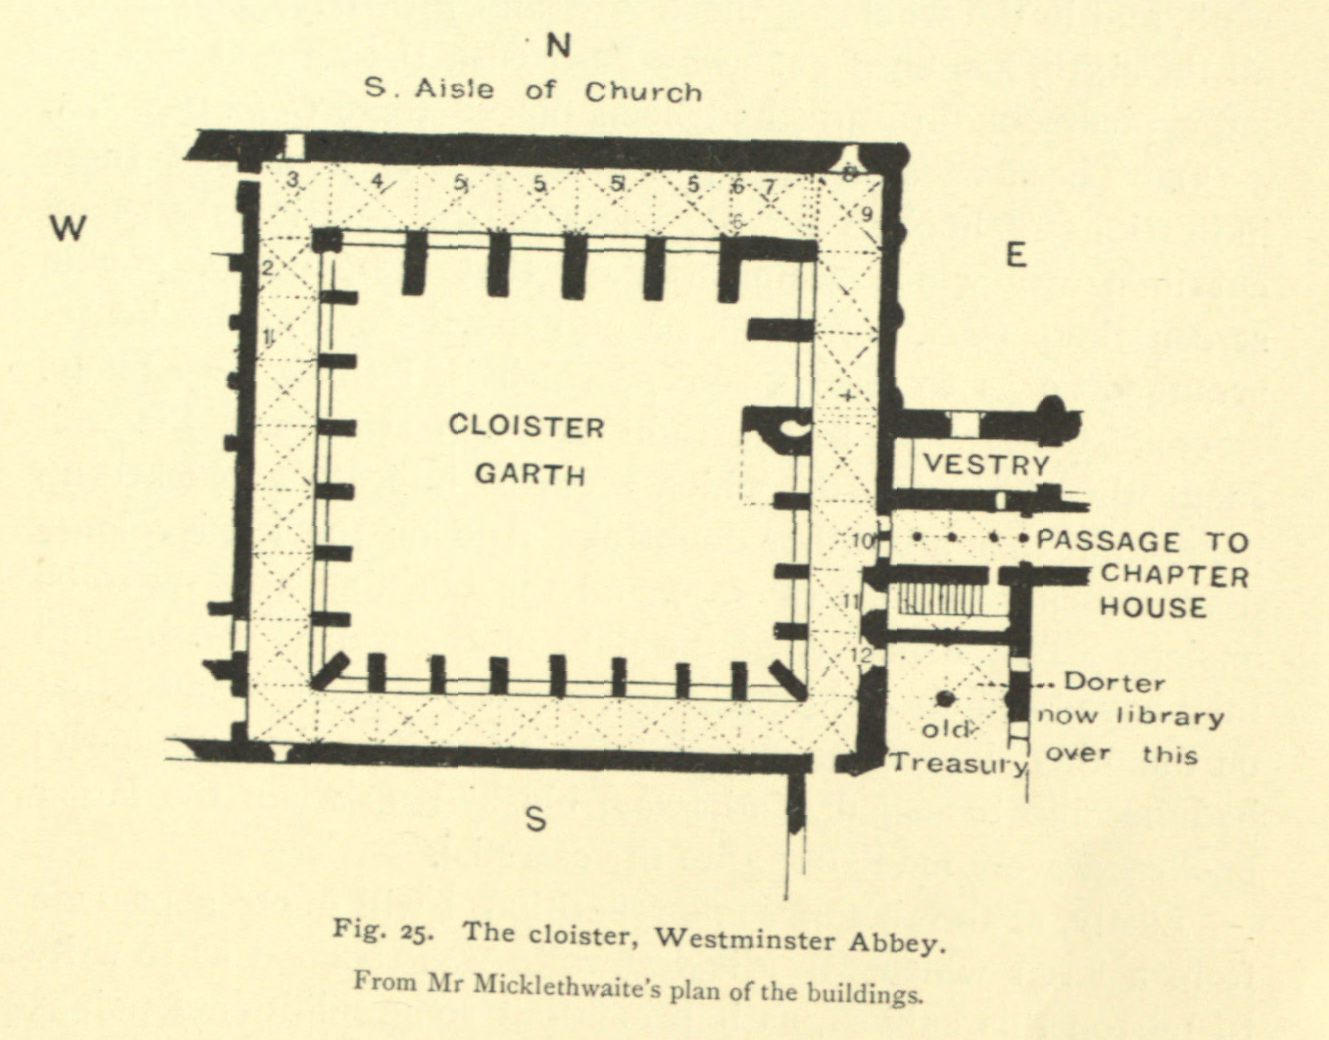 N
S. Aisle of Church
3 4 5 5 5 5 6 7 8
6
9
W
E
2
1
CLOISTER
GARTH
VESTRY
10
PASSAGE TO
CHAPTER
HOUSE
11
12
Dorter
now library
over this
old
Treasury
S
Fig. 25. The cloister, Westminster Abbey.
From Mr Micklethwaite's plan of the buildings.